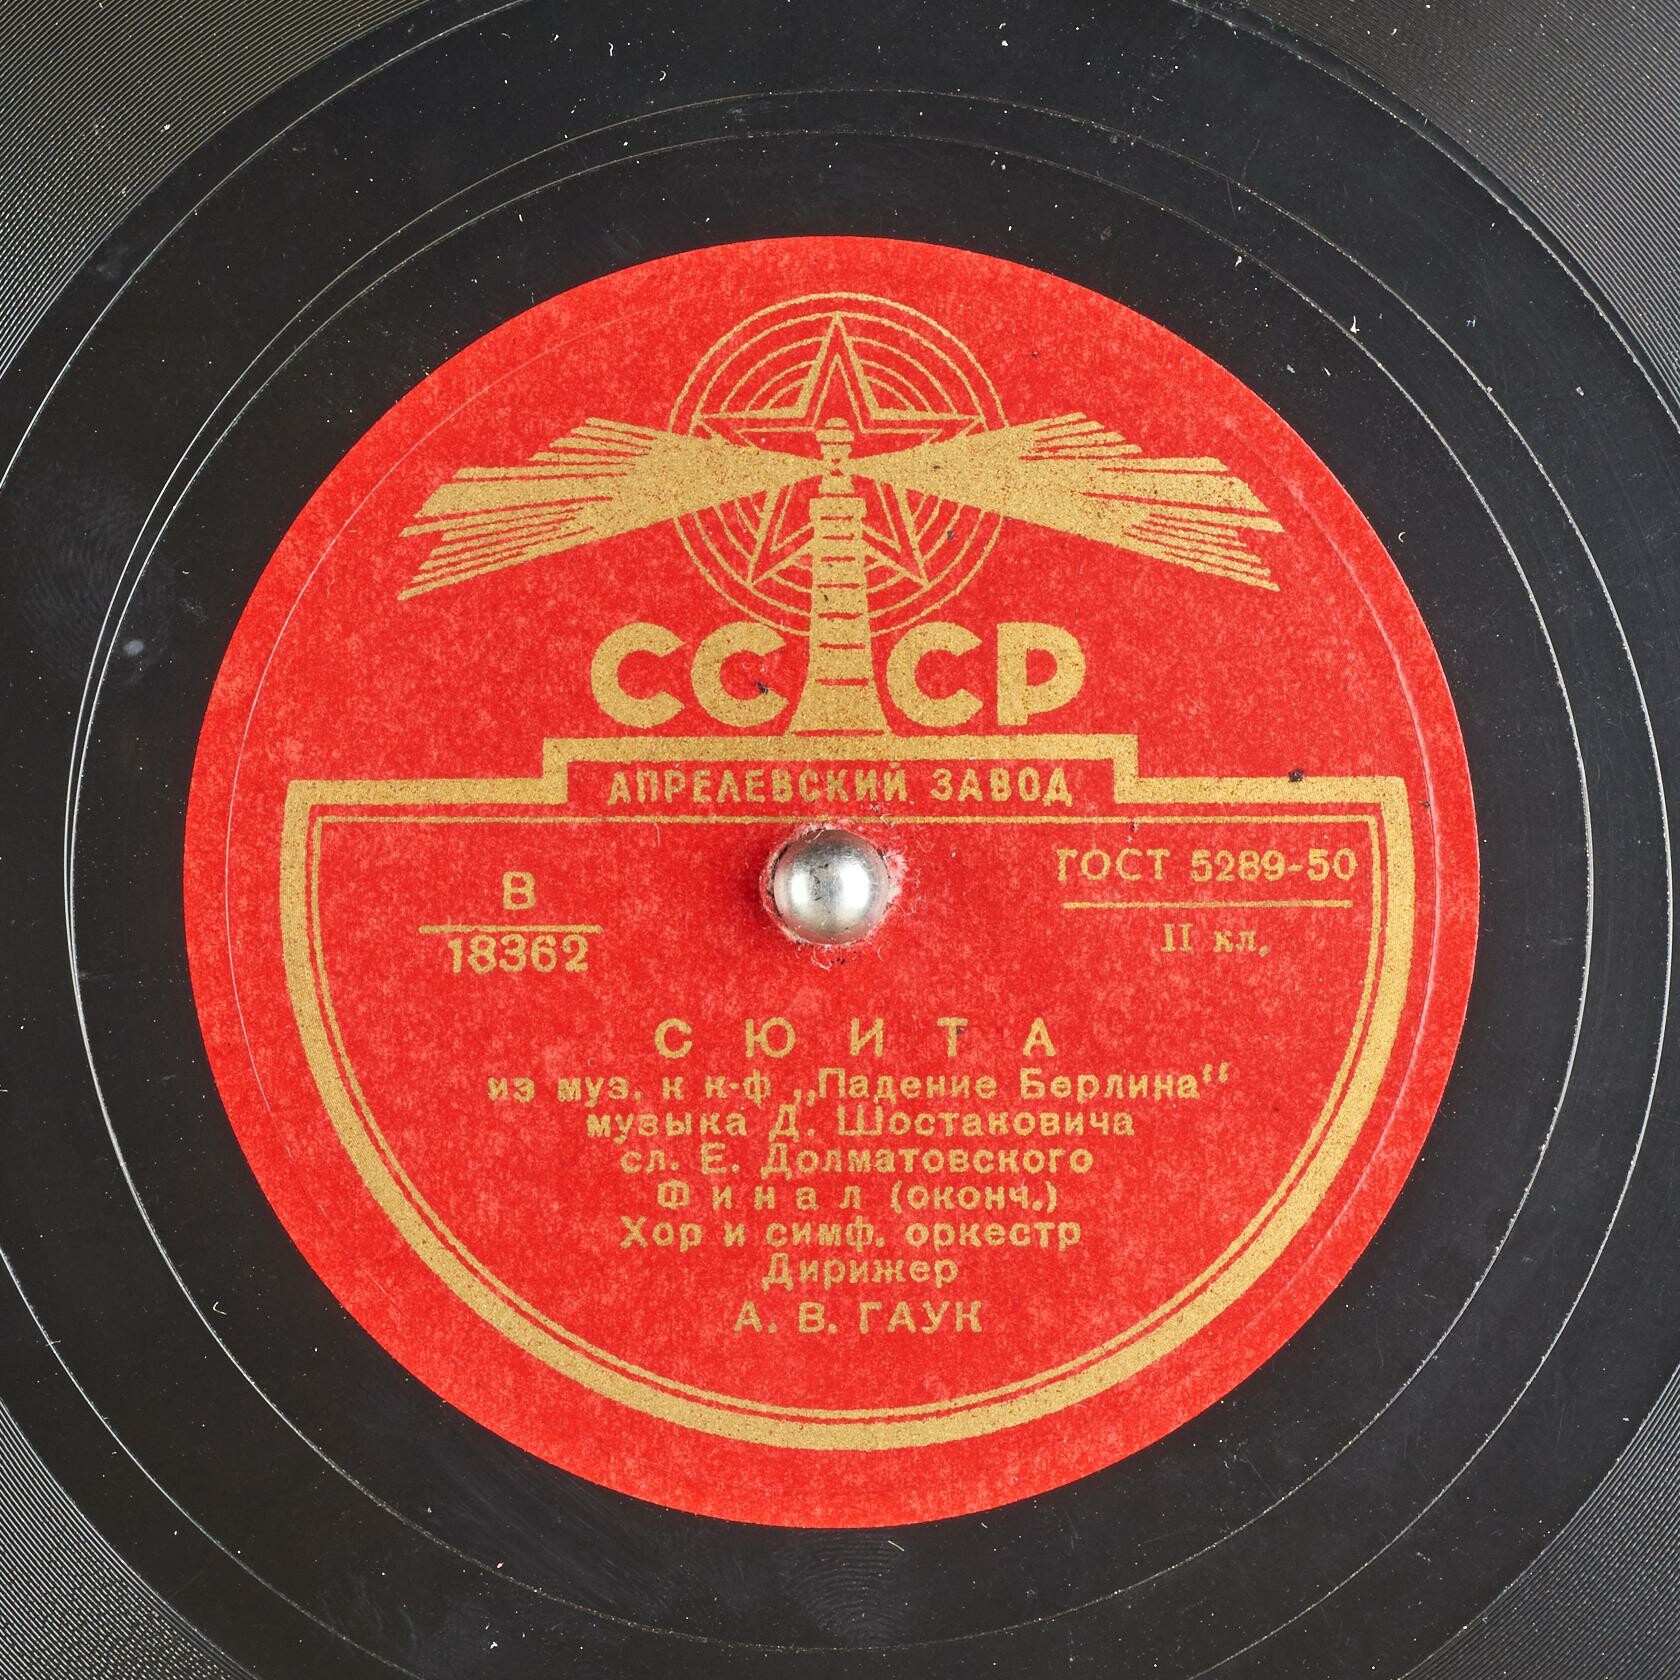 СССР
АПРЕЛЕВСКИЙ ЗАВОД
В
18362
ГОСТ 5289-50
II кл.
СЮИТА
из муз. к к-ф „Падение Берлина“
музыка Д. Шостаковича
сл. Е. Долматовского
Финал (оконч.)
Хор и симф. оркестр
Дирижер
А. В. ГАУК